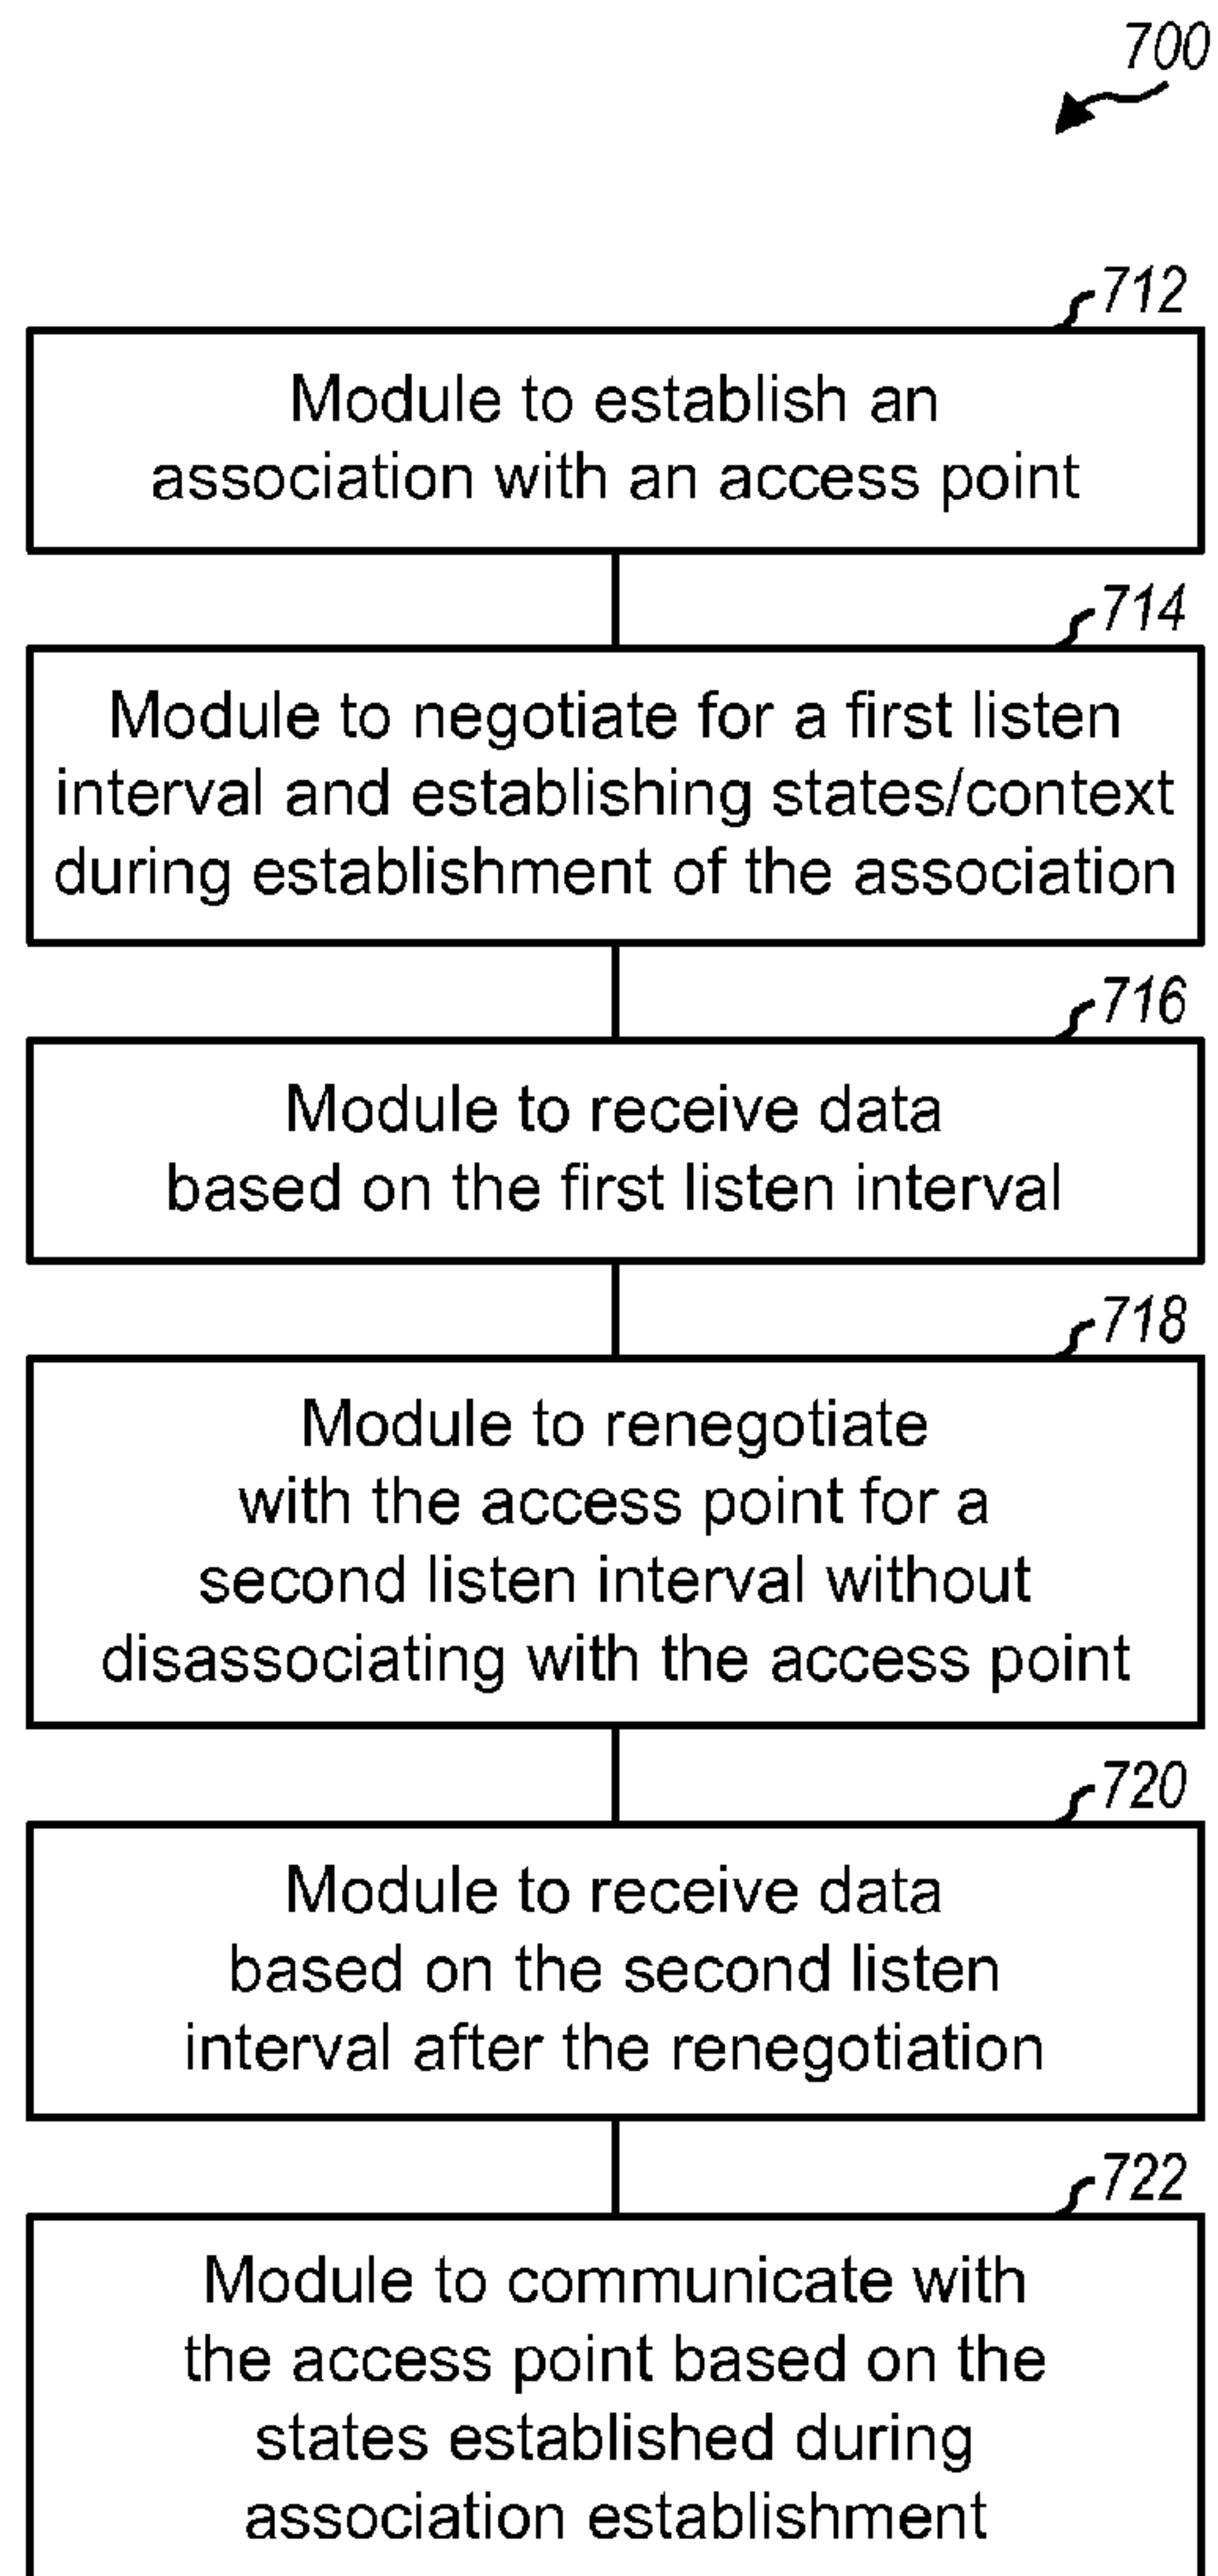 700
712
Module to establish an
association with an access point
714
Module to negotiate for a first listen
interval and establishing states/context
during establishment of the association
716
Module to receive data
based on the first listen interval
718
Module to renegotiate
with the access point for a
second listen interval without
disassociating with the access point
720
Module to receive data
based on the second listen
interval after the renegotiation
722
Module to communicate with
the access point based on the
states established during
association establishment